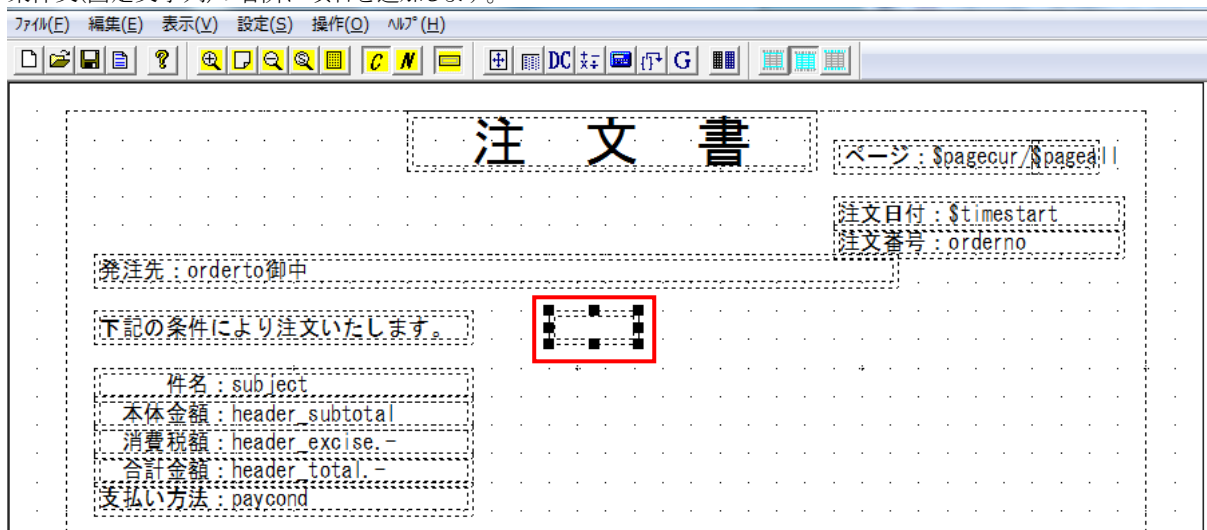 ﾌｧｲﾙ(F) 編集(E) 表示(V) 設定(S) 操作(O) ﾍﾙﾌﾟ(H)
C N DC G
注 文 書
ページ：$pagecur/$pageall
注文日付：$timestart
注文番号：orderno
発注先：orderto御中
下記の条件により注文いたします。
件名：subject
本体金額：header_subtotal
消費税額：header_excise.-
合計金額：header_total.-
支払い方法：paycond